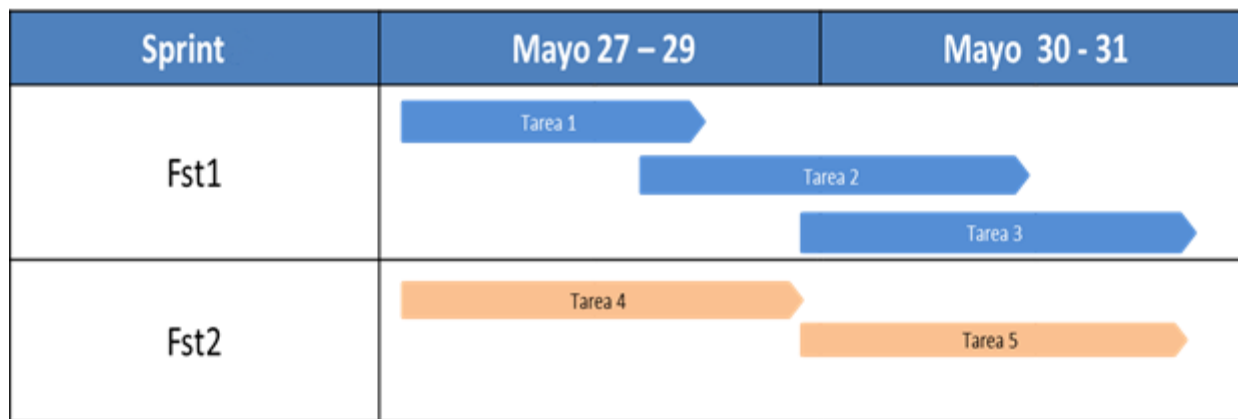 Sprint
Mayo 27 – 29
Mayo  30 - 31
Fst1
Tarea 1
Tarea 2
Tarea 3
Fst2
Tarea 4
Tarea 5